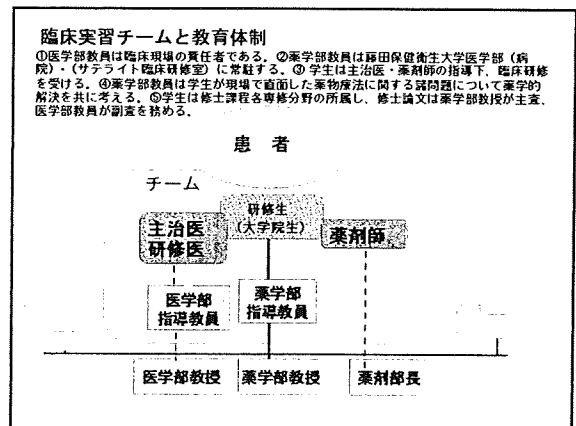 臨床実習チームと教育体制
①医学部教員は臨床現場の責任者である。②薬学部教員は藤田保健衛生大学医学部（病
院）・（サテライト臨床研修室）に常駐する。③ 学生は主治医・薬剤師の指導下、臨床研修
を受ける。④薬学部教員は学生が現場で直面した薬物療法に関する諸問題について薬学的
解決を共に考える。⑤学生は修士課程各専修分野の所属し、修士論文は薬学部教授が主査、
医学部教員が副査を務める。
患 者
チーム
研修生
（大学院生）
主治医
研修医
薬剤師
医学部
指導教員
薬学部
指導教員
医学部教授
薬学部教授
薬剤部長